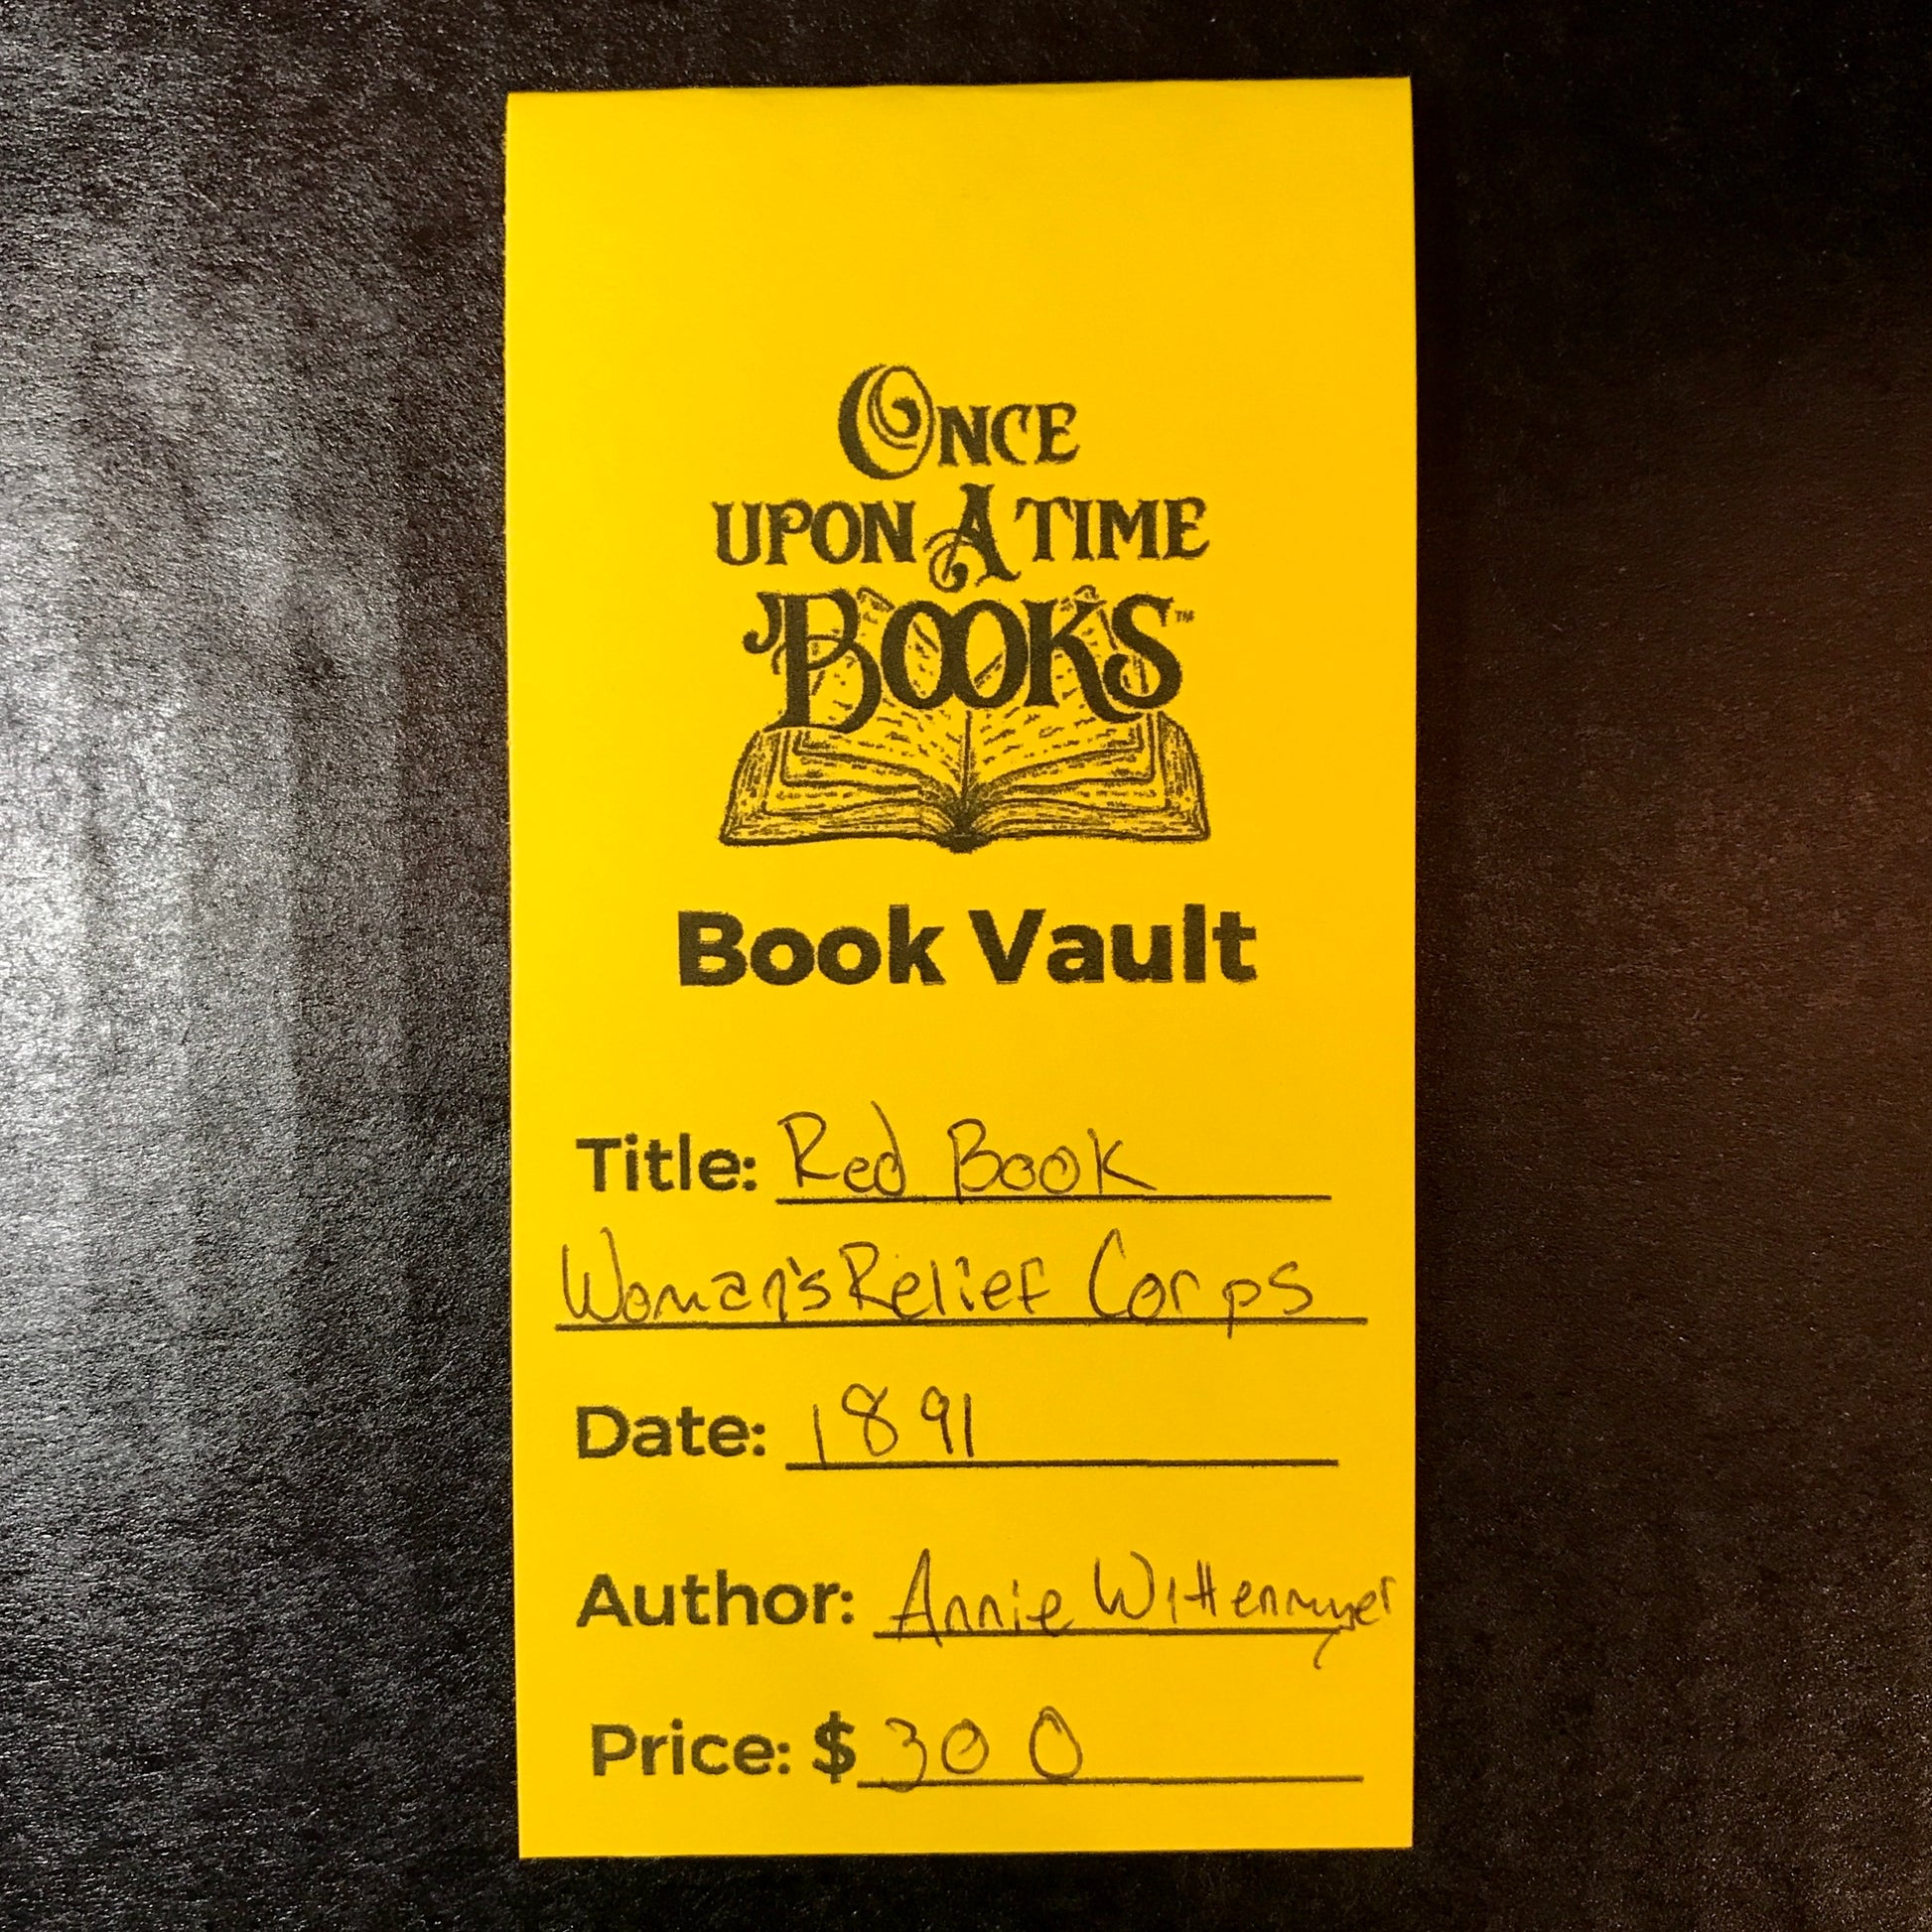 ONCE
UPON A TIME
BOOKS™
Book Vault
Title: Red Book
Woman's Relief Corps
Date: 1891
Author: Annie Wittenmyer
Price: $300